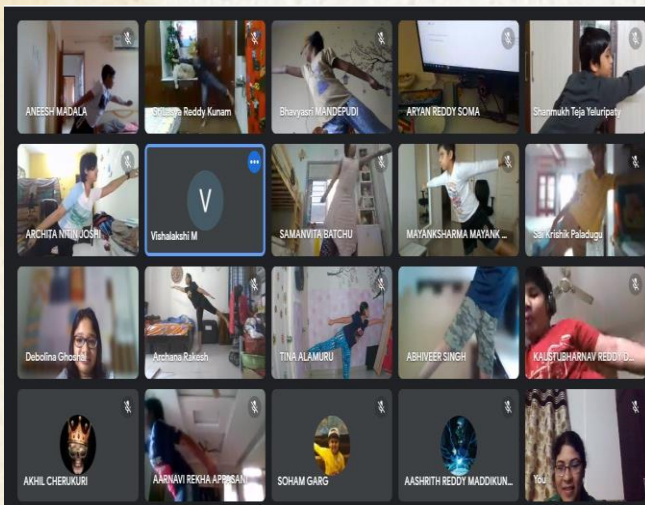 ANEESH MADALA
Reddy Kunam
Bhavyasri MANDEPUDI
ARYAN REDDY SOMA
Shanmukh Teja Yeluripaty
ARCHITA NITIN JOSHI
V
Vishalakshi M
SAMANVITA BATCHU
MAYANKSHARMA MAYANK ...
Sai Krishik Paladugu
Debolina Ghosh
Archana Rakesh
TINA ALAMURU
ABHIVEER SINGH
KAUSTUBHARNAV REDDY D...
AKHIL CHERUKURI
AARNAVI REKHA APPASANI
SOHAM GARG
AASHRITH REDDY MADDIKUN...
You